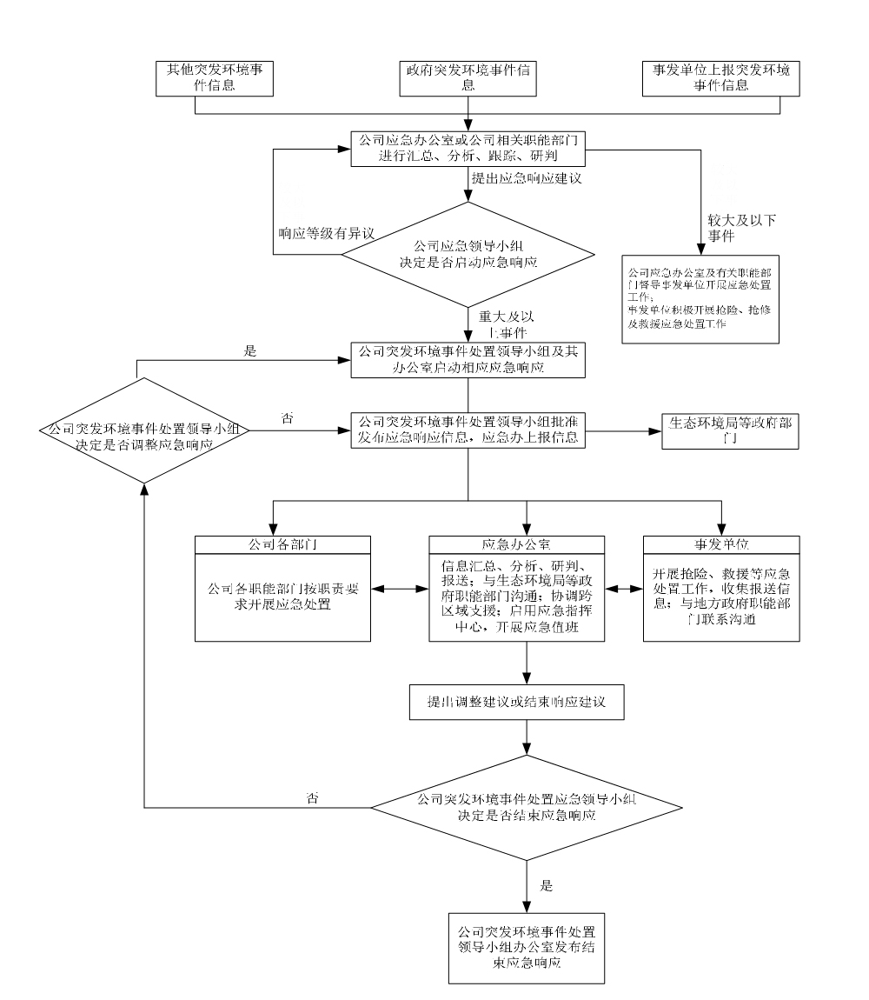 其他突发环境事
件信息
政府突发环境事件信
息
事发单位上报突发环境
事件信息
公司应急办公室或公司相关职能部门
进行汇总、分析、跟踪、研判
提出应急响应建议
响应等级有异议
较大及以下
事件
公司应急领导小组
决定是否启动应急响应
公司应急办公室及有关职能部
门督导事发单位开展应急处置
工作;
事发单位积极开展抢险、抢修
及救援应急处置工作
重大及以
上事件
是
公司突发环境事件处置领导小组及其
办公室启动相应应急响应
公司突发环境事件处置领导小组
决定是否调整应急响应
否
公司突发环境事件处置领导小组批准
发布应急响应信息，应急办上报信息
生态环境局等政府部
门
公司各部门
公司各职能部门按职责要
求开展应急处置
应急办公室
信息汇总、分析、研判、
报送；与生态环境局等政
府职能部门沟通；协调跨
区域支援；启用应急指挥
中心，开展应急值班
事发单位
开展抢险、救援等应急
处置工作，收集报送信
息；与地方政府职能部
门联系沟通
提出调整建议或结束响应建议
否
公司突发环境事件处置应急领导小组
决定是否结束应急响应
是
公司突发环境事件处置
领导小组办公室发布结
束应急响应